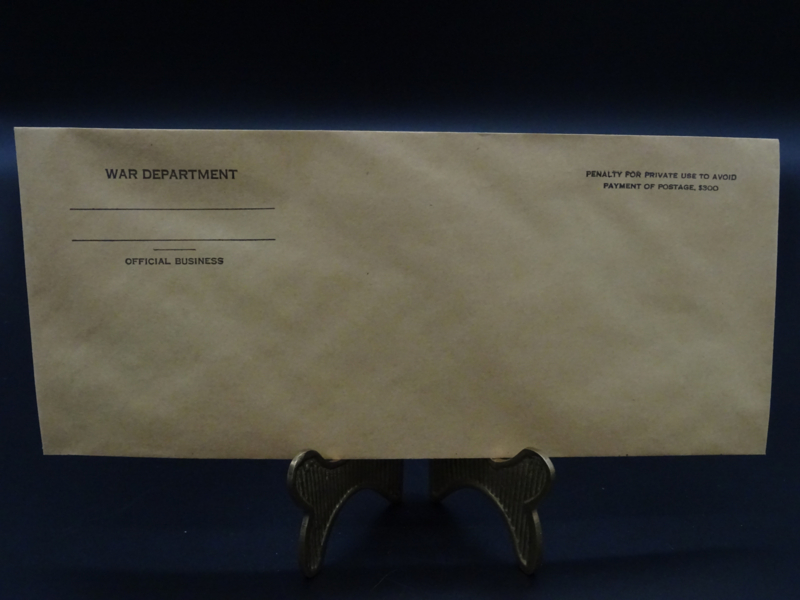 WAR DEPARTMENT
OFFICIAL BUSINESS
PENALTY FOR PRIVATE USE TO AVOID
PAYMENT OF POSTAGE, $300